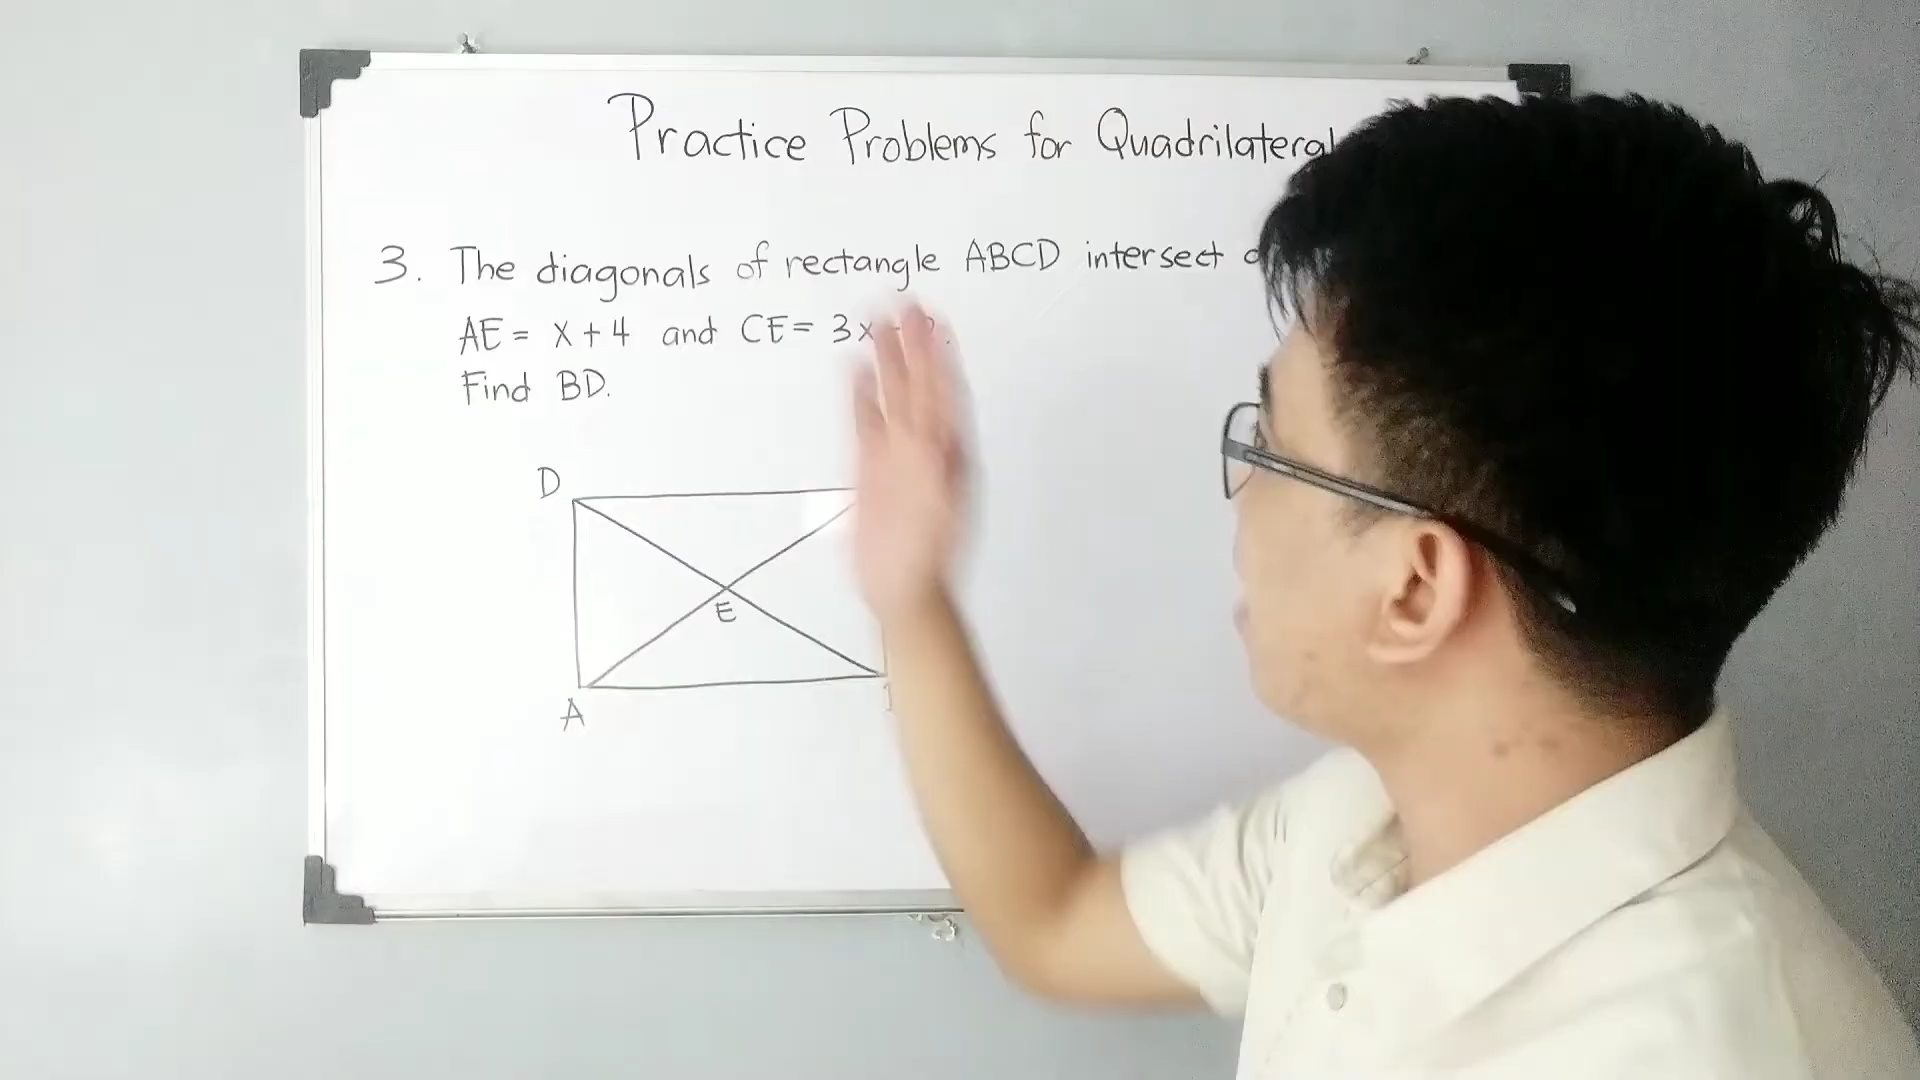 Practice Problems for Quadrilateral
3. The diagonals of rectangle ABCD intersect
AE = x + 4 and CE = 3x
Find BD.
D
E
A